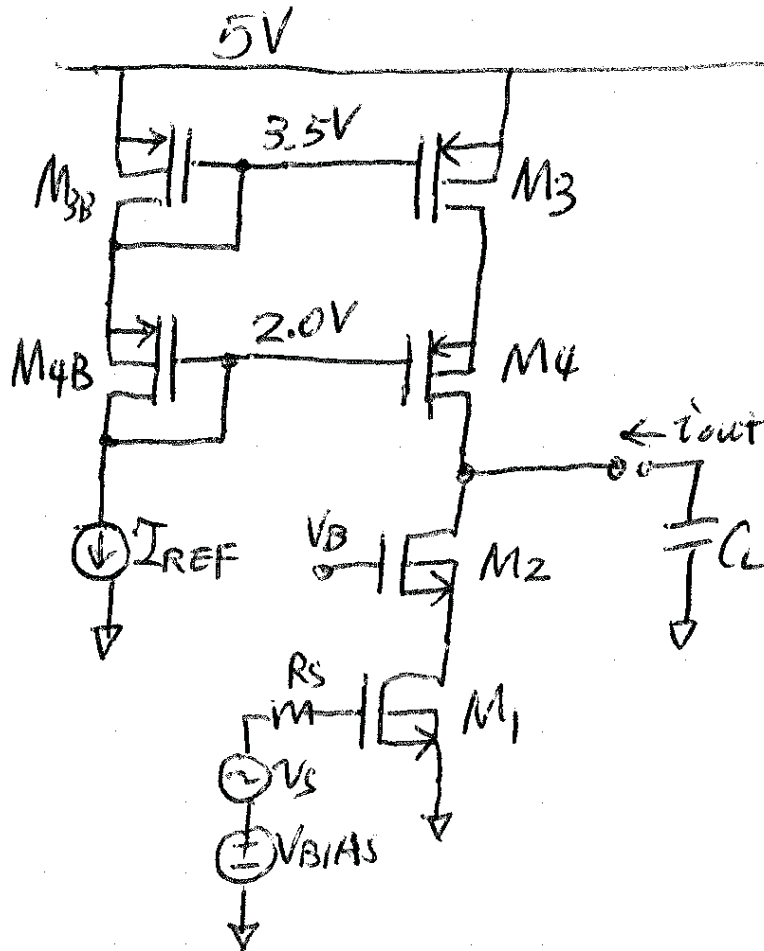 5V
M3B
3.5V
M3
M4B
2.0V
M4
← iout
IREF
VB
M2
CL
RS
M1
vs
VBIAS